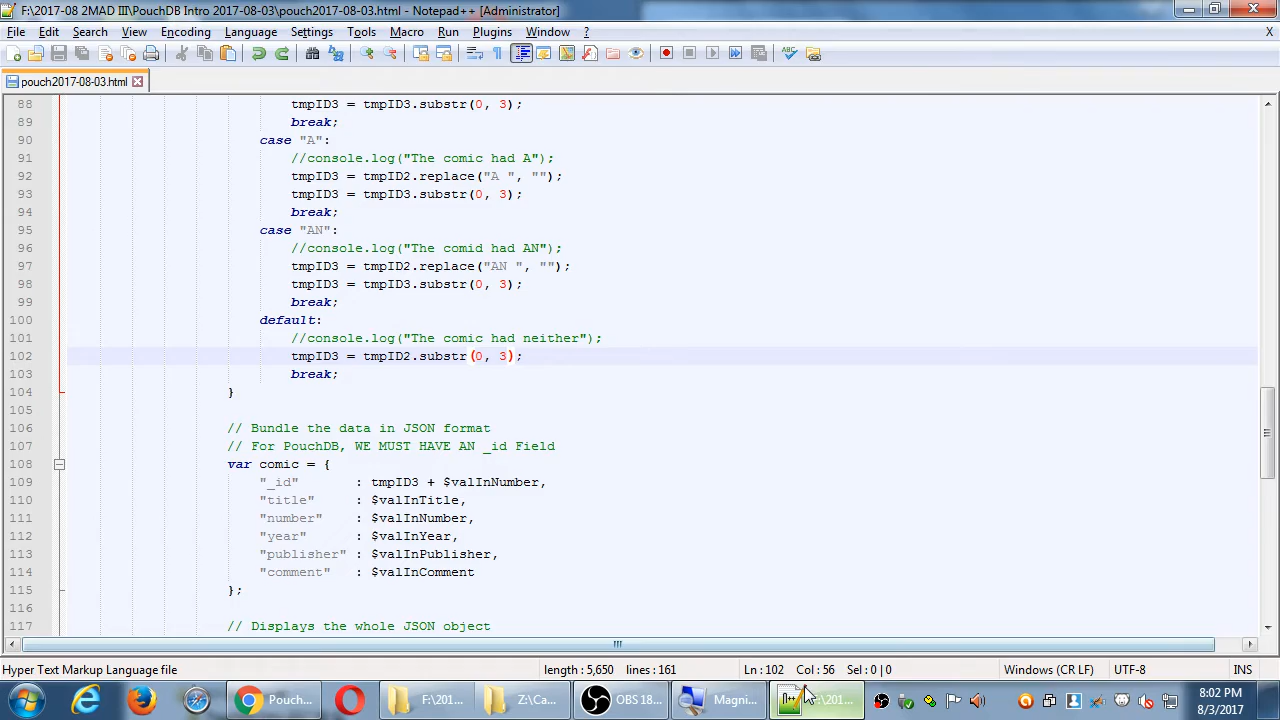 F:\2017-08 2MAD III\PouchDB Intro 2017-08-03\pouch2017-08-03.html - Notepad++ [Administrator]
File Edit Search View Encoding Language Settings Tools Macro Run Plugins Window ? X
pouch2017-08-03.html
88 tmpID3 = tmpID3.substr(0, 3);
89 break;
90 case "A":
91 //console.log("The comic had A");
92 tmpID3 = tmpID2.replace("A ", "");
93 tmpID3 = tmpID3.substr(0, 3);
94 break;
95 case "AN":
96 //console.log("The comid had AN");
97 tmpID3 = tmpID2.replace("AN ", "");
98 tmpID3 = tmpID3.substr(0, 3);
99 break;
100 default:
101 //console.log("The comic had neither");
102 tmpID3 = tmpID2.substr(0, 3);
103 break;
104 }
105
106 // Bundle the data in JSON format
107 // For PouchDB, WE MUST HAVE AN _id Field
108 var comic = {
109 "_id" : tmpID3 + $valInNumber,
110 "title" : $valInTitle,
111 "number" : $valInNumber,
112 "year" : $valInYear,
113 "publisher" : $valInPublisher,
114 "comment" : $valInComment
115 };
116
117 // Displays the whole JSON object
Hyper Text Markup Language file length : 5,650 lines : 161 Ln : 102 Col : 56 Sel : 0 | 0 Windows (CR LF) UTF-8 INS
Pouch... F:\201... Z:\Ca... OBS 18... Magni... F:\201... 8:02 PM
8/3/2017